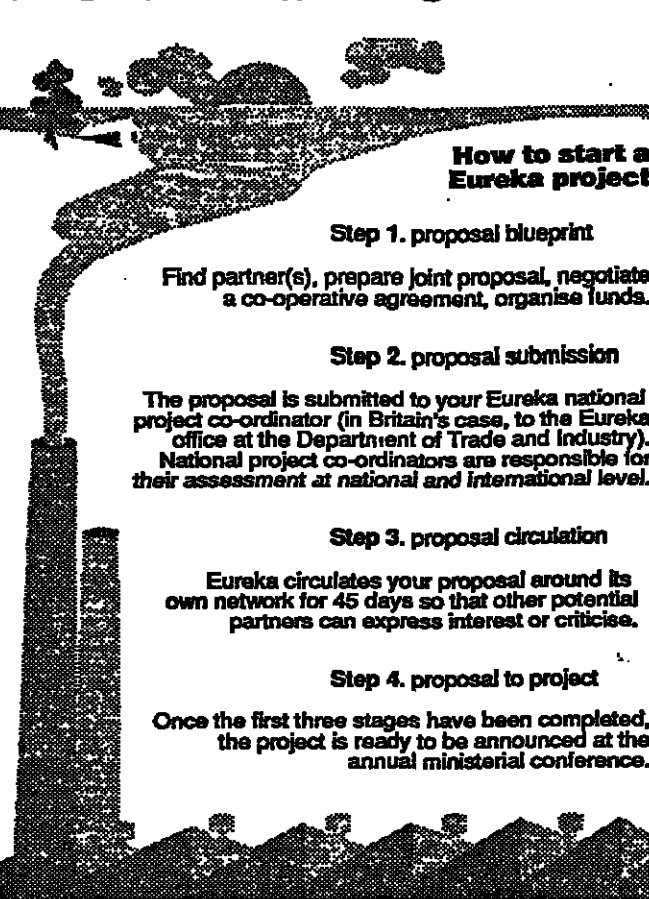 How to start a
Eureka project
Step 1. proposal blueprint
Find partner(s), prepare joint proposal, negotiate
a co-operative agreement, organise funds.
Step 2. proposal submission
The proposal is submitted to your Eureka national
project co-ordinator (in Britain's case, to the Eureka
office at the Department of Trade and Industry).
National project co-ordinators are responsible for
their assessment at national and international level.
Step 3. proposal circulation
Eureka circulates your proposal around its
own network for 45 days so that other potential
partners can express interest or criticise.
Step 4. proposal to project
Once the first three stages have been completed,
the project is ready to be announced at the
annual ministerial conference.